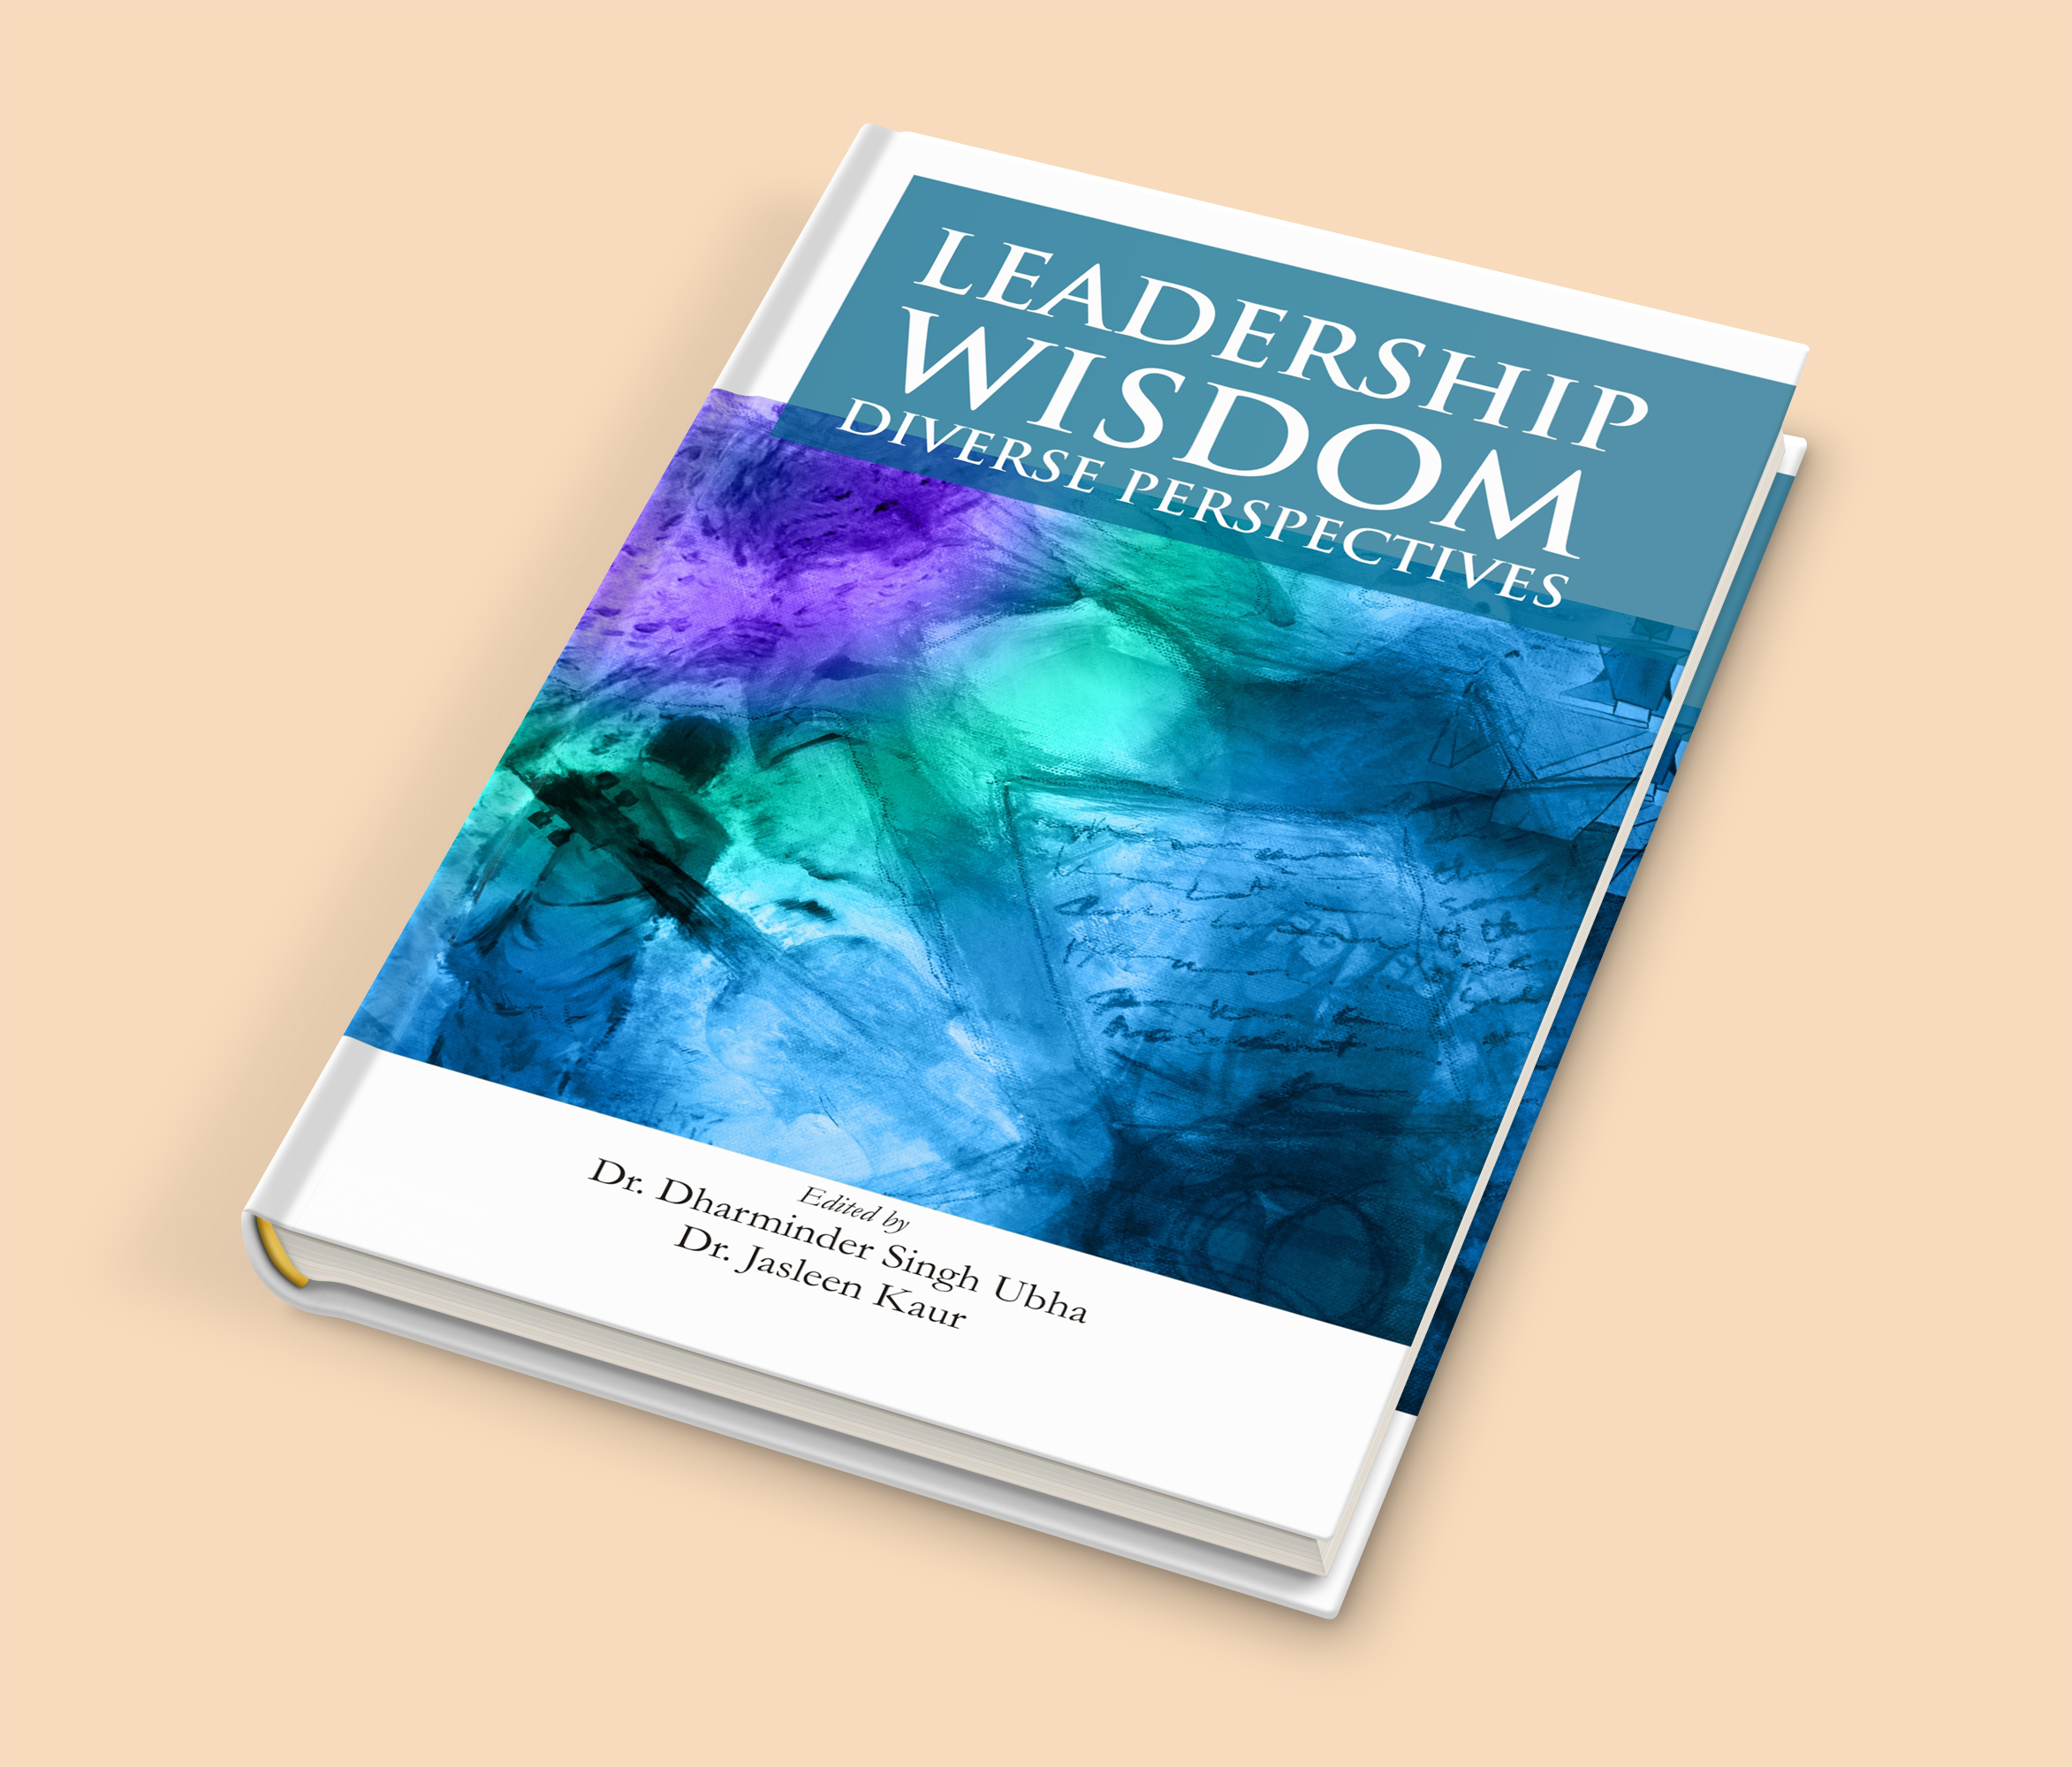 LEADERSHIP
WISDOM
DIVERSE PERSPECTIVES
Edited by
Dr. Dharminder Singh Ubha
Dr. Jasleen Kaur